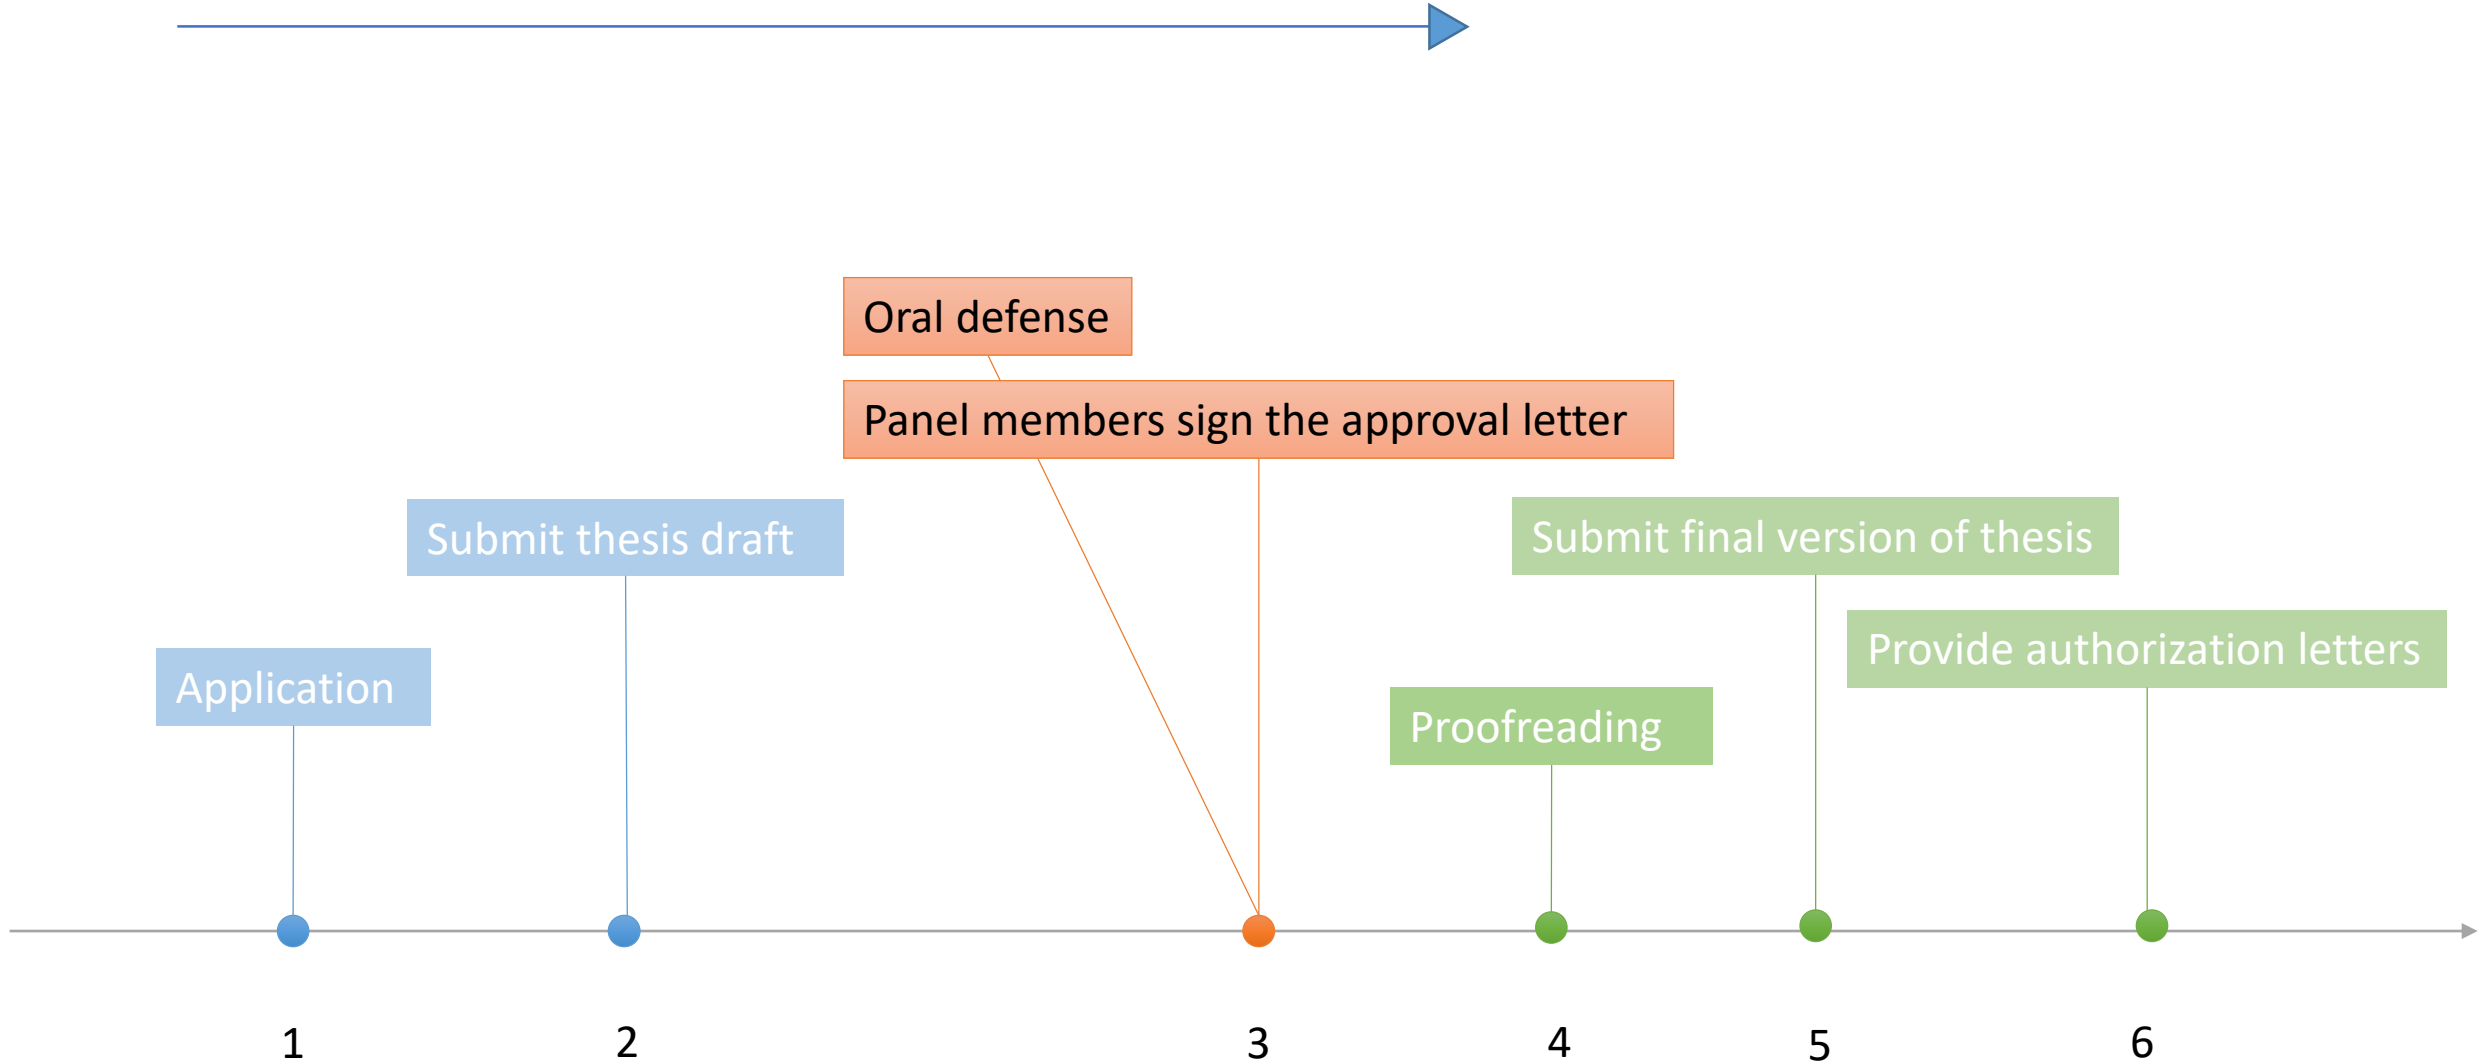 Oral defense
Panel members sign the approval letter
Submit thesis draft
Submit final version of thesis
Provide authorization letters
Application
Proofreading
1
2
3
4
5
6